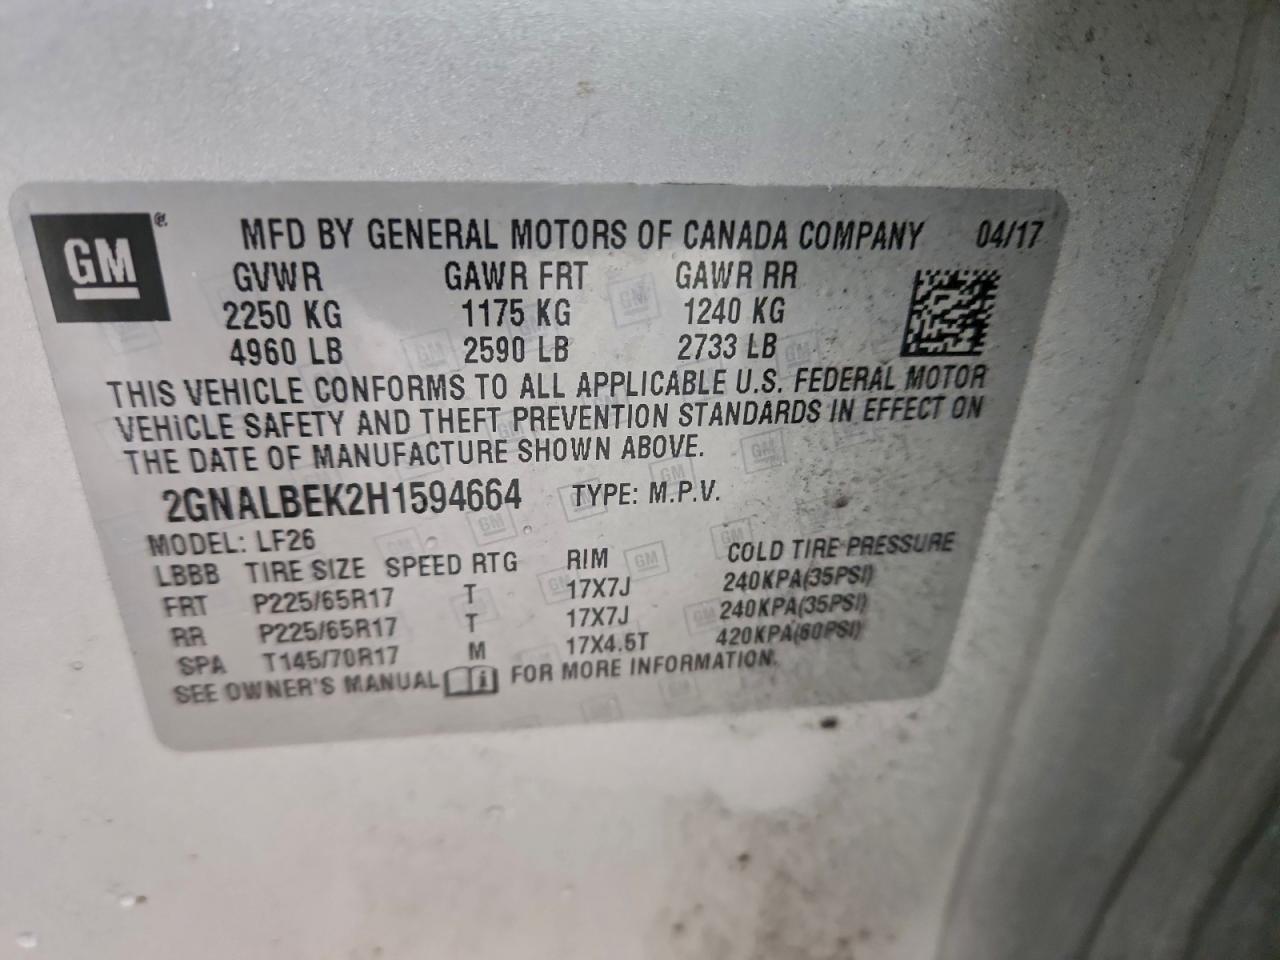 GM ® MFD BY GENERAL MOTORS OF CANADA COMPANY 04/17
GVWR GAWR FRT GAWR RR
2250 KG 1175 KG 1240 KG
4960 LB 2590 LB 2733 LB
THIS VEHICLE CONFORMS TO ALL APPLICABLE U.S. FEDERAL MOTOR
VEHICLE SAFETY AND THEFT PREVENTION STANDARDS IN EFFECT ON
THE DATE OF MANUFACTURE SHOWN ABOVE.
2GNALBEK2H1594664 TYPE: M.P.V.
MODEL: LF26
LBBB TIRE SIZE SPEED RTG RIM COLD TIRE PRESSURE
FRT P225/65R17 T 17X7J 240KPA(35PSI)
RR P225/65R17 T 17X7J 240KPA(35PSI)
SPA T145/70R17 M 17X4.5T 420KPA(60PSI)
SEE OWNER'S MANUAL i FOR MORE INFORMATION.